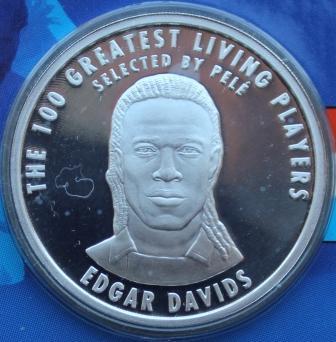 THE 100 GREATEST LIVING PLAYERS
SELECTED BY PELÉ
EDGAR DAVIDS